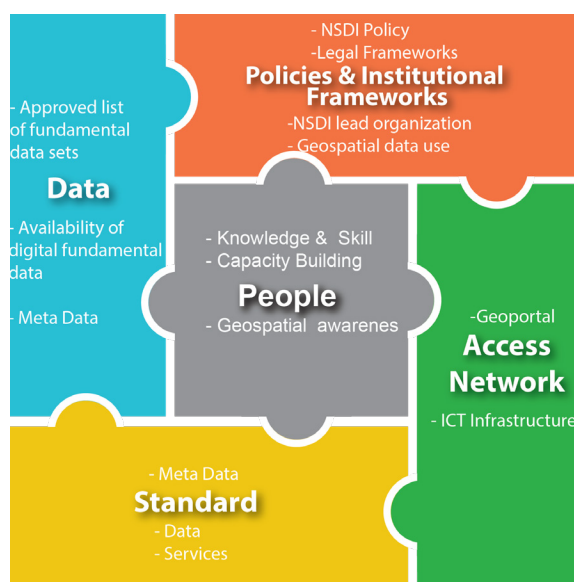 - NSDI Policy
-Legal Frameworks
Policies & Institutional
Frameworks
-NSDI lead organization
- Geospatial data use
- Approved list
of fundamental
data sets
Data
- Availability of
digital fundamental
data
- Meta Data
- Knowledge & Skill
- Capacity Building
People
- Geospatial awarenes
-Geoportal
Access
Network
- ICT Infrastructure
- Meta Data
Standard
- Data
- Services